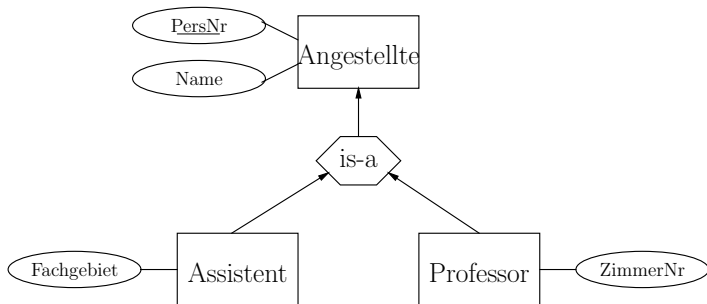 PersNr
Angestellte
Name
is-a
Fachgebiet
Assistent
Professor
ZimmerNr